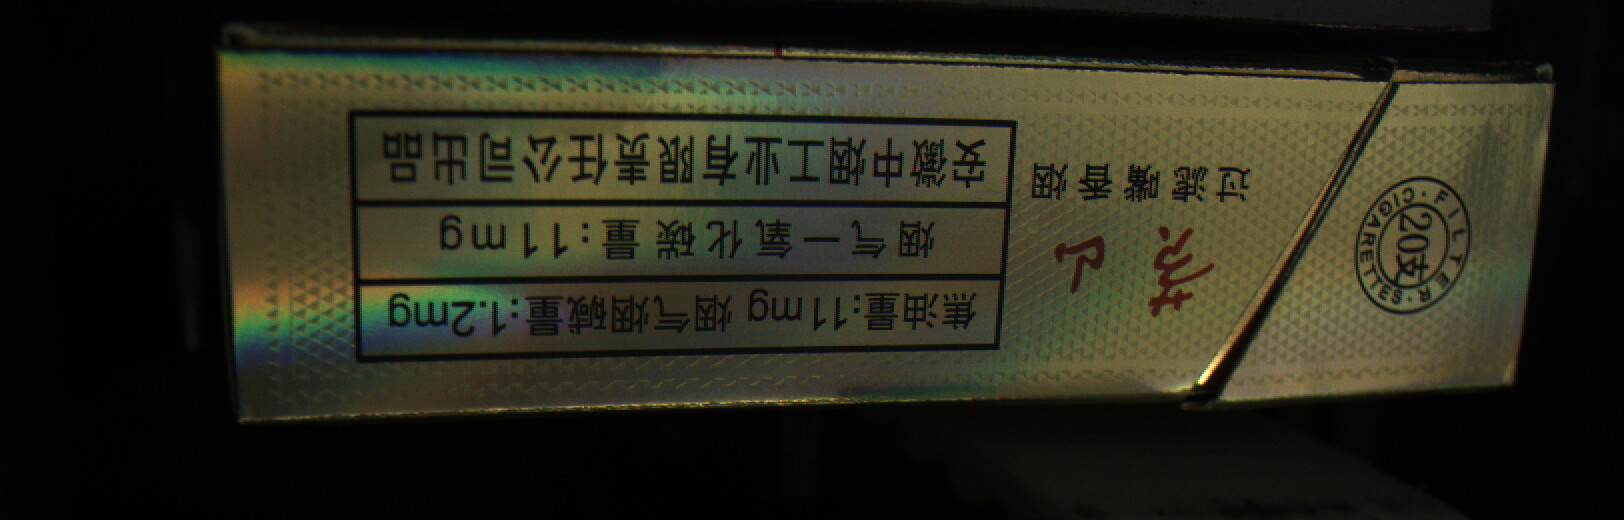 FILTER·CIGARETTES·
20支
黄山
过滤嘴香烟
焦油量:11mg 烟气烟碱量:1.2mg
烟气一氧化碳量:11mg
安徽中烟工业有限责任公司出品